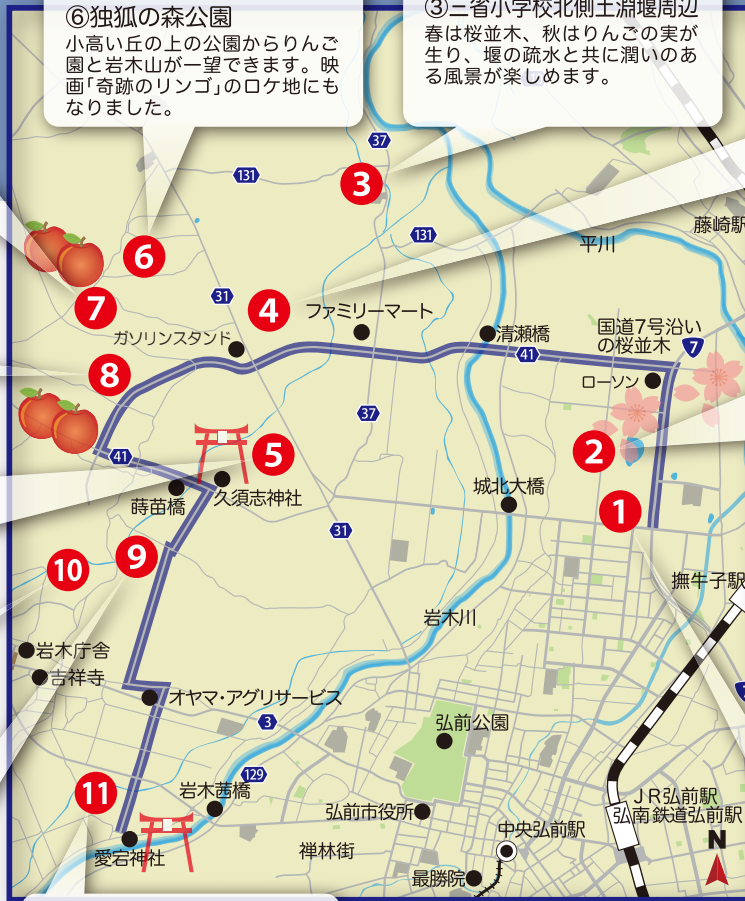 ⑥独狐の森公園
小高い丘の上の公園からりんご
園と岩木山が一望できます。映
画「奇跡のリンゴ」のロケ地にも
なりました。
③三省小学校北側土淵堰周辺
春は桜並木、秋はりんごの実が
生り、堰の疏水と共に潤いのあ
る風景が楽しめます。
37
131
3
藤崎駅
131
平川
6
7
31
4
ファミリーマート
ガソリンスタンド
清瀬橋
国道7号沿い
の桜並木
7
41
ローソン
8
37
2
41
5
城北大橋
蒔苗橋
久須志神社
1
31
9
10
撫牛子駅
岩木川
岩木庁舎
吉祥寺
オヤマ・アグリサービス
3
弘前公園
129
11
岩木茜橋
弘前市役所
JR弘前駅
弘南鉄道弘前駅
中央弘前駅
N
愛宕神社
禅林街
最勝院